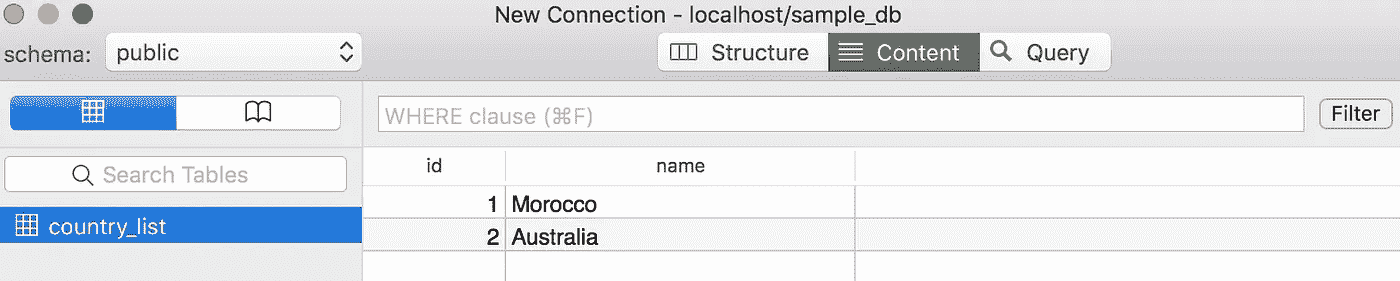 New Connection - localhost/sample_db
schema: public
Structure Content Query
WHERE clause (⌘F) Filter
Search Tables
country_list
id name
1 Morocco
2 Australia